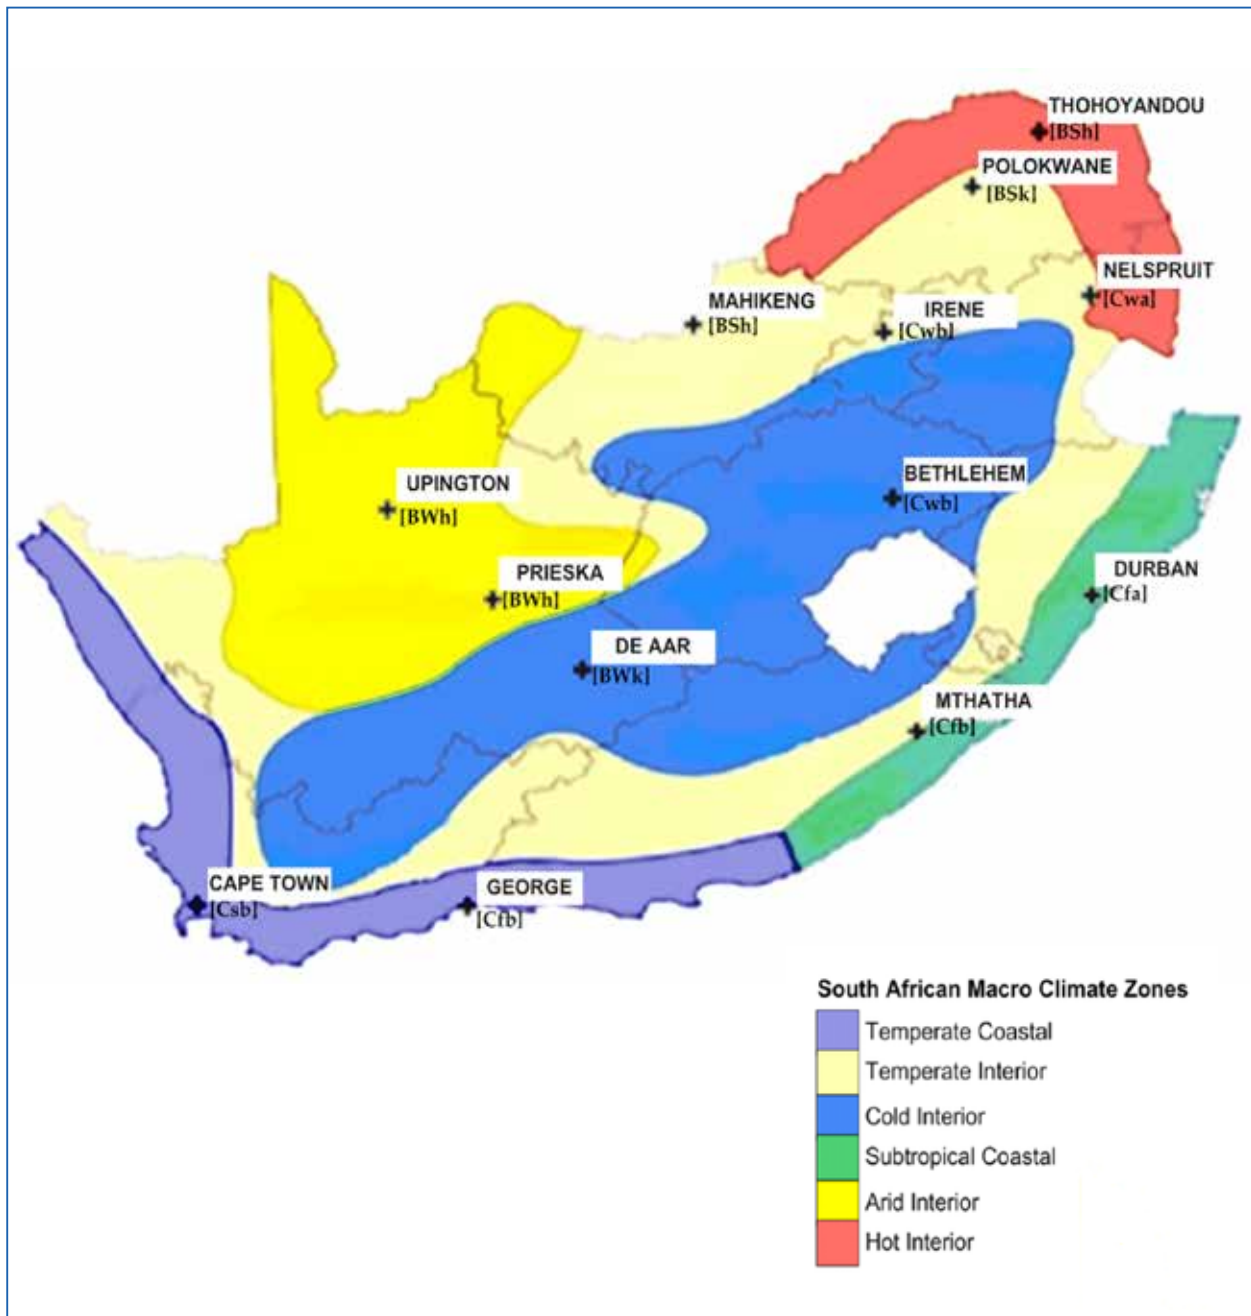 THOHOYANDOU
[BSh]
POLOKWANE
[BSk]
NELSPRUIT
[Cwa]
MAHIKENG
[BSh]
IRENE
[Cwb]
UPINGTON
[BWh]
BETHLEHEM
[Cwb]
PRIESKA
[BWh]
DURBAN
[Cfa]
DE AAR
[BWk]
MTHATHA
[Cfb]
CAPE TOWN
[Csb]
GEORGE
[Cfb]
South African Macro Climate Zones
Temperate Coastal
Temperate Interior
Cold Interior
Subtropical Coastal
Arid Interior
Hot Interior